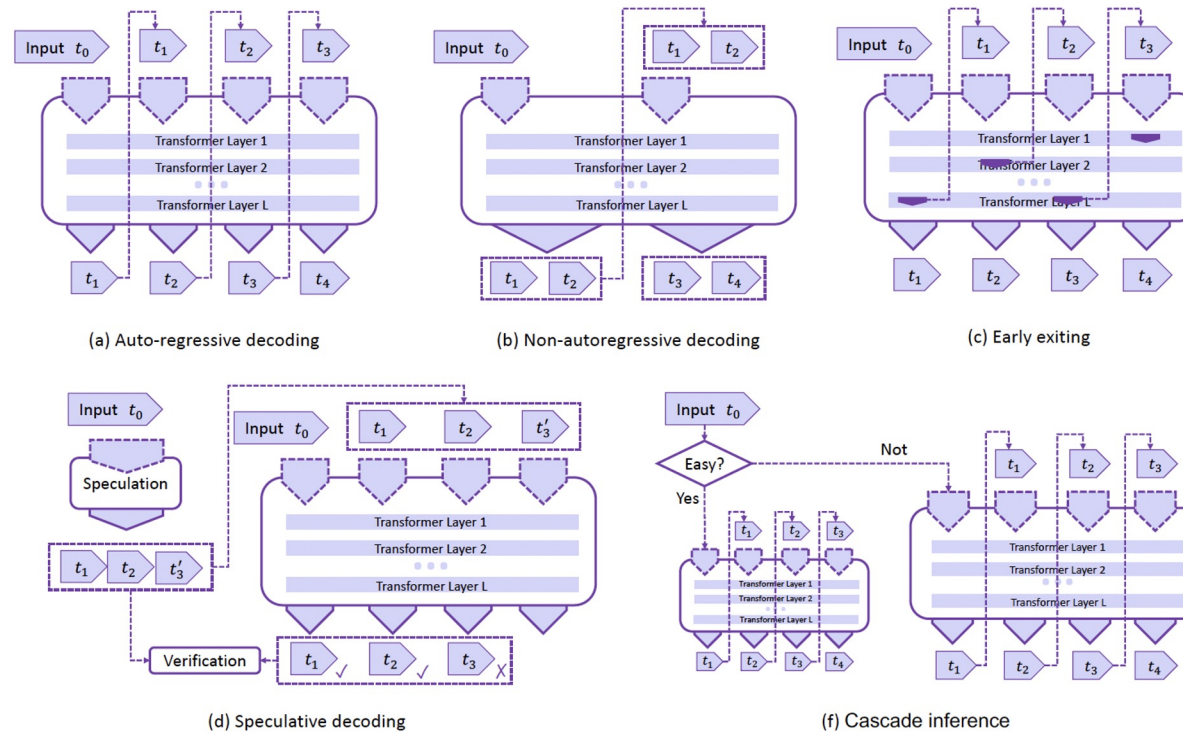 Input t₀ t₁ t₂ t₃
Transformer Layer 1
Transformer Layer 2
Transformer Layer L
t₁ t₂ t₃ t₄
(a) Auto-regressive decoding
Input t₀ t₁ t₂
Transformer Layer 1
Transformer Layer 2
Transformer Layer L
t₁ t₂ t₃ t₄
(b) Non-autoregressive decoding
Input t₀ t₁ t₂ t₃
Transformer Layer 1
Transformer Layer 2
Transformer Layer L
t₁ t₂ t₃ t₄
(c) Early exiting
Input t₀
Speculation
t₁ t₂ t₃′
Input t₀ t₁ t₂ t₃′
Transformer Layer 1
Transformer Layer 2
Transformer Layer L
Verification
t₁ ✓ t₂ ✓ t₃ X
(d) Speculative decoding
Input t₀
Easy?
Not
Yes
t₁ t₂ t₃
Transformer Layer 1
Transformer Layer 2
Transformer Layer L
t₁ t₂ t₃ t₄
t₁ t₂ t₃
Transformer Layer 1
Transformer Layer 2
Transformer Layer L
t₁ t₂ t₃ t₄
(f) Cascade inference